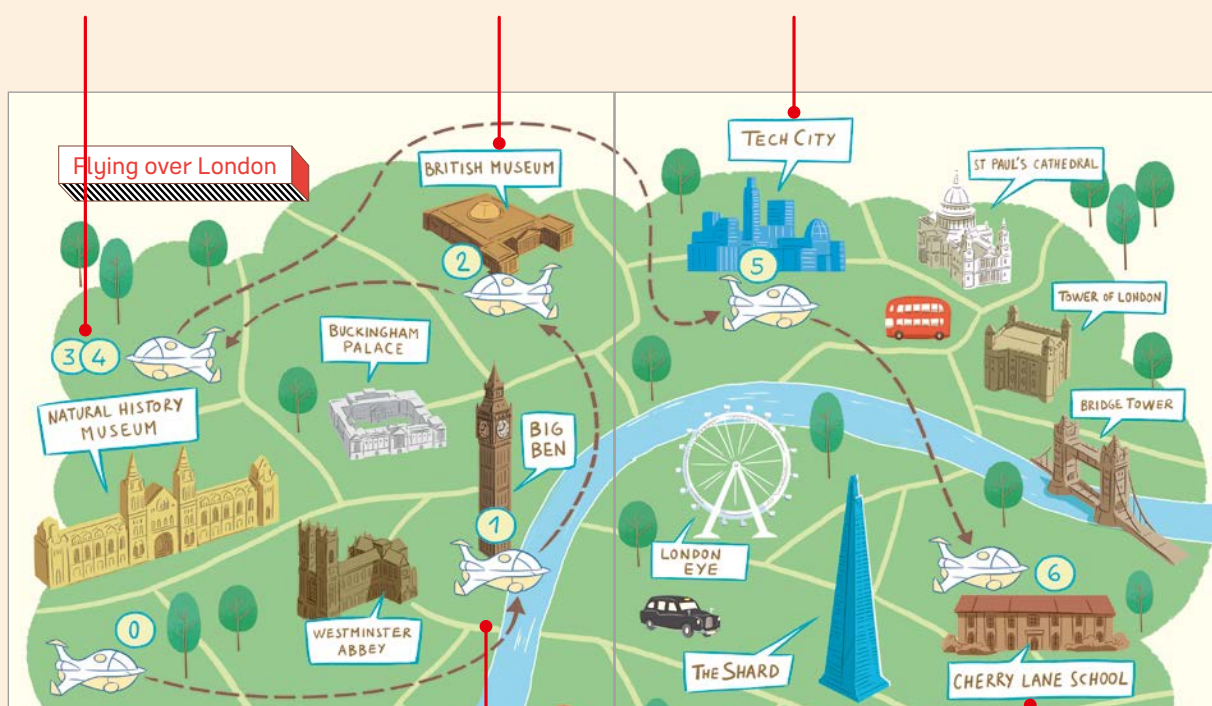 Flying over London
BRITISH MUSEUM
TECH CITY
ST PAUL'S CATHEDRAL
2
5
TOWER OF LONDON
BUCKINGHAM
PALACE
3 4
NATURAL HISTORY
MUSEUM
BIG
BEN
BRIDGE TOWER
1
LONDON
EYE
6
0
WESTMINSTER
ABBEY
THE SHARD
CHERRY LANE SCHOOL